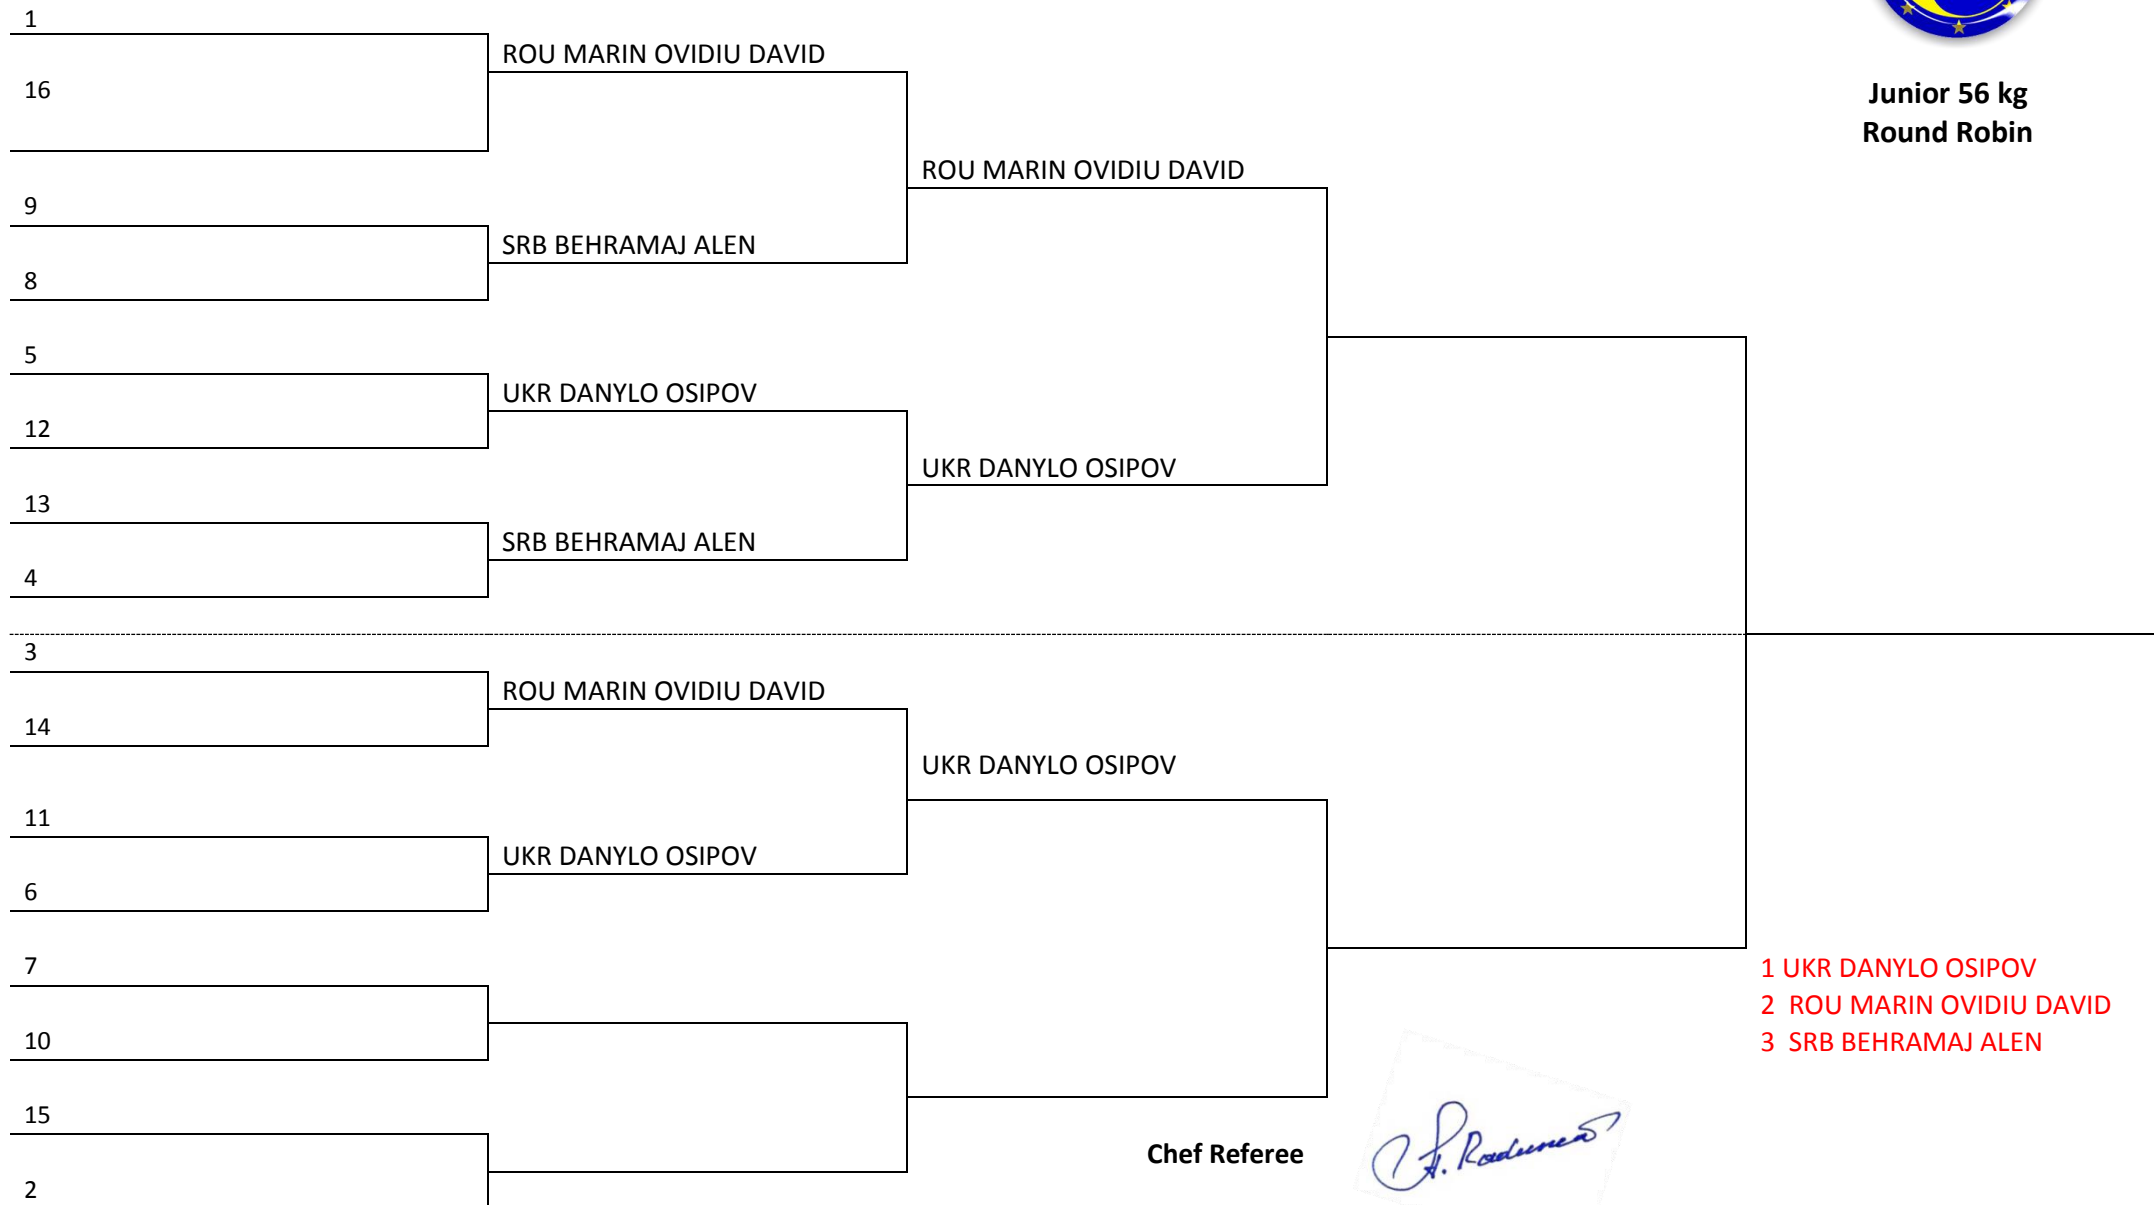 1
ROU MARIN OVIDIU DAVID
16
Junior 56 kg
Round Robin
ROU MARIN OVIDIU DAVID
9
SRB BEHRAMAJ ALEN
8
5
UKR DANYLO OSIPOV
12
UKR DANYLO OSIPOV
13
SRB BEHRAMAJ ALEN
4
3
ROU MARIN OVIDIU DAVID
14
UKR DANYLO OSIPOV
11
UKR DANYLO OSIPOV
6
7
1 UKR DANYLO OSIPOV
2 ROU MARIN OVIDIU DAVID
10
3 SRB BEHRAMAJ ALEN
15
Chef Referee
2